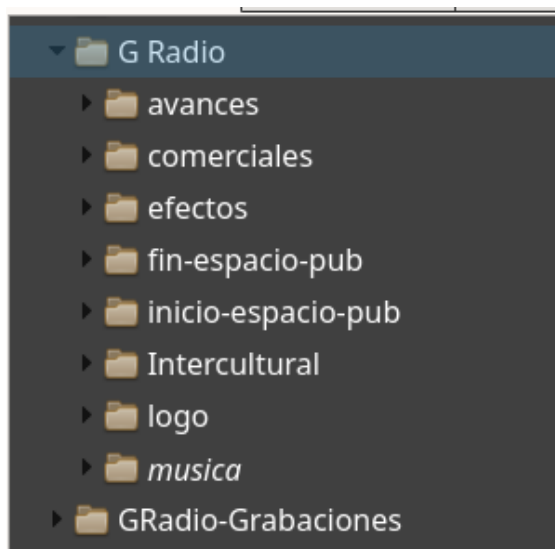 G Radio
avances
comerciales
efectos
fin-espacio-pub
inicio-espacio-pub
Intercultural
logo
musica
GRadio-Grabaciones